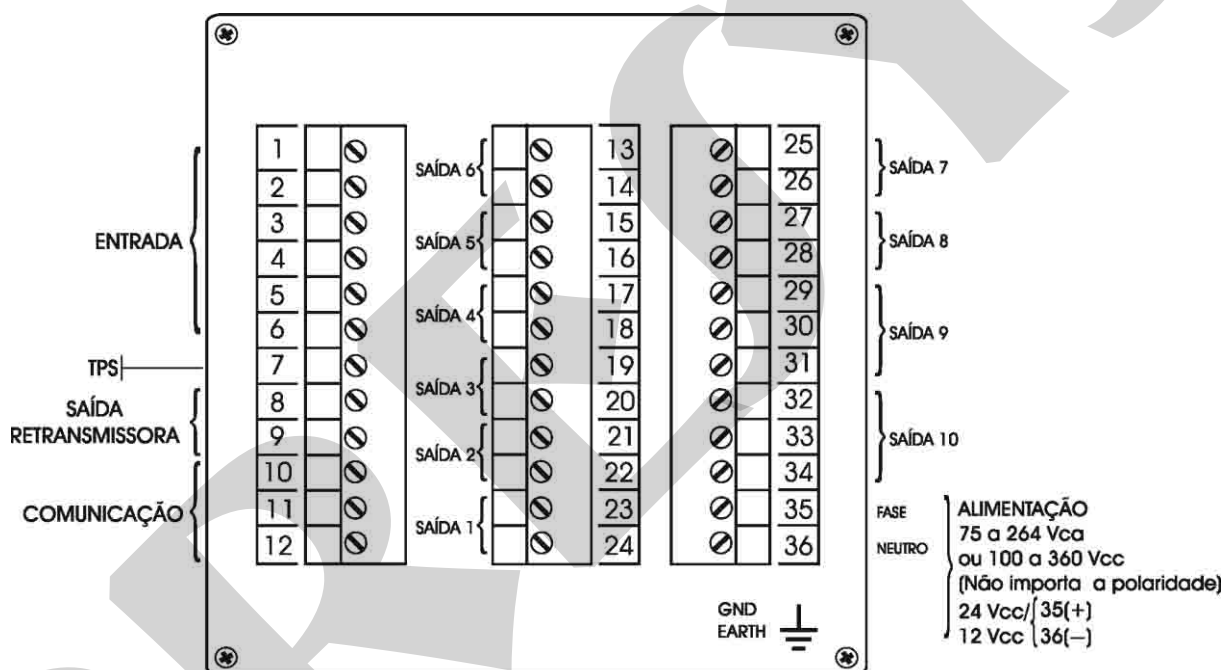 ENTRADA
TPS
SAÍDA
RETRANSMISSORA
COMUNICAÇÃO
1
2
3
4
5
6
7
8
9
10
11
12
SAÍDA 6
SAÍDA 5
SAÍDA 4
SAÍDA 3
SAÍDA 2
SAÍDA 1
13
14
15
16
17
18
19
20
21
22
23
24
25
26
27
28
29
30
31
32
33
34
35
36
SAÍDA 7
SAÍDA 8
SAÍDA 9
SAÍDA 10
FASE
NEUTRO
ALIMENTAÇÃO
75 a 264 Vca
ou 100 a 360 Vcc
(Não importa a polaridade)
24 Vcc/ 35(+)
12 Vcc 36(−)
GND
EARTH